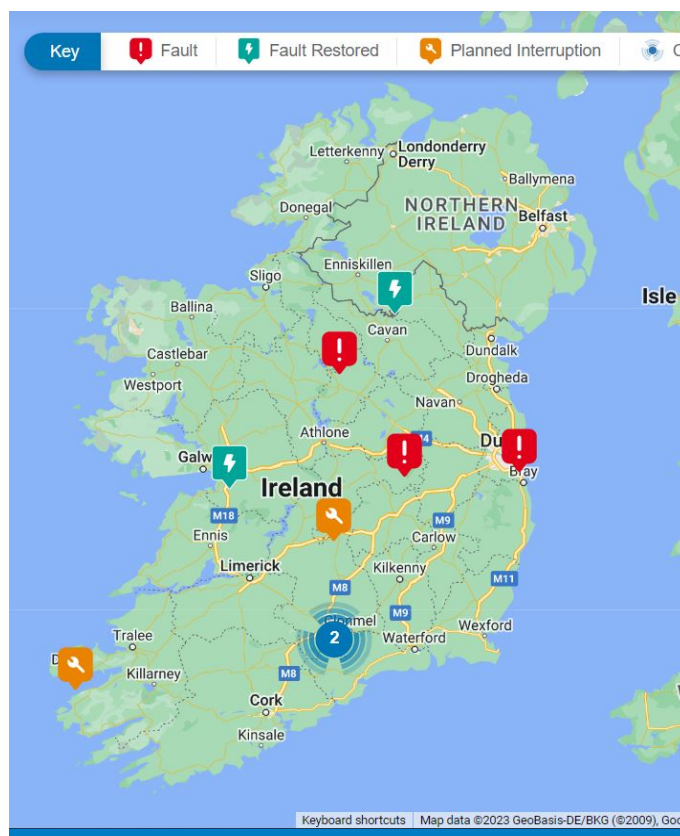 Key
Fault
Fault Restored
Planned Interruption
Letterkenny
Londonderry
Derry
Ballymena
Donegal
NORTHERN
IRELAND
Belfast
Enniskillen
Sligo
Isle
Ballina
Cavan
Castlebar
Dundalk
Westport
Drogheda
Navan
Athlone
Bray
Ireland
M18
M9
Ennis
Carlow
Limerick
Kilkenny
M8
M11
M9
2
Wexford
Tralee
Waterford
Killarney
M8
Cork
Kinsale
Keyboard shortcuts
Map data ©2023 GeoBasis-DE/BKG (©2009), Goo